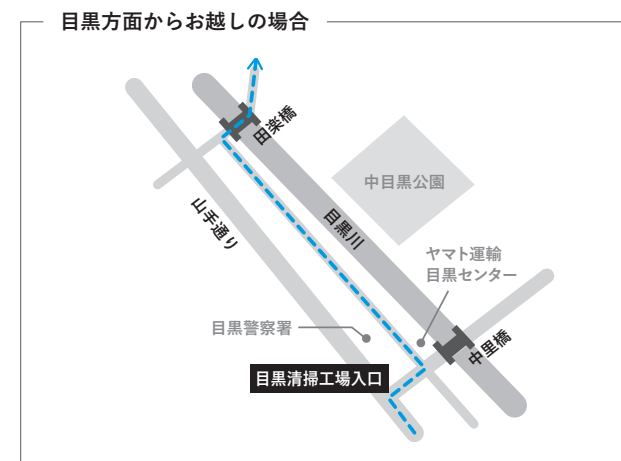 目黒方面からお越しの場合
田楽橋
中目黒公園
山手通り
目黒川
ヤマト運輸
目黒センター
目黒警察署
中里橋
目黒清掃工場入口